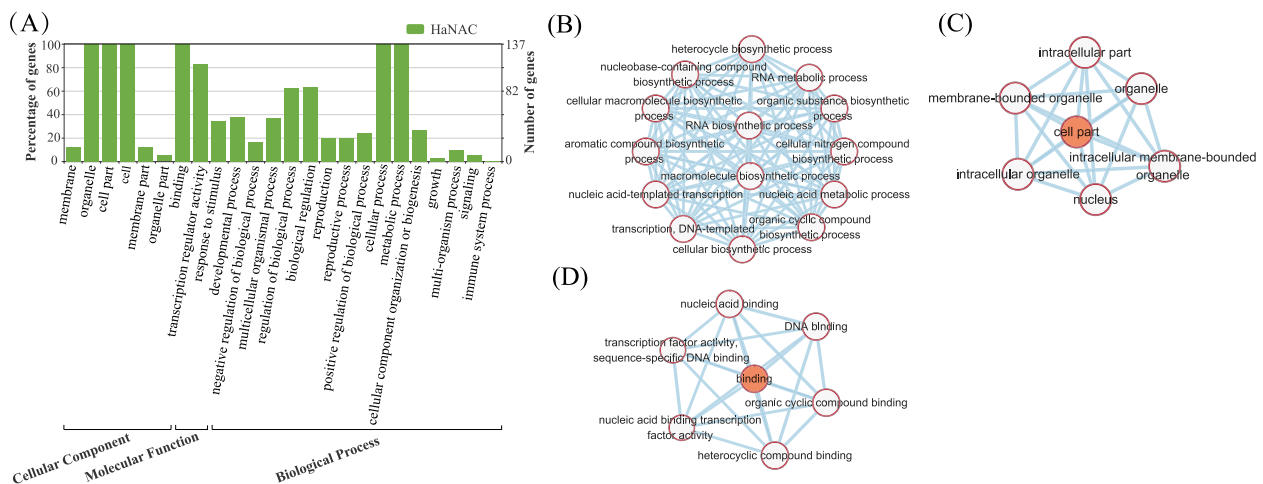 (A)
HaNAC
Percentage of genes
100
80
60
40
20
0
137
82
0
Number of genes
membrane
organelle
cell part
cell
membrane part
organelle part
binding
transcription regulator activity
response to stimulus
developmental process
negative regulation of biological process
multicellular organismal process
regulation of biological process
biological regulation
reproduction
reproductive process
positive regulation of biological process
cellular process
metabolic process
cellular component organization or biogenesis
growth
multi-organism process
signaling
immune system process
Cellular Component
Molecular Function
Biological Process
(B)
heterocycle biosynthetic process
nucleobase-containing compound
biosynthetic process
RNA metabolic process
cellular macromolecule biosynthetic
process
organic substance biosynthetic
process
RNA biosynthetic process
aromatic compound biosynthetic
process
cellular nitrogen compound
biosynthetic process
macromolecule biosynthetic process
nucleic acid-templated transcription
nucleic acid metabolic process
transcription, DNA-templated
organic cyclic compound
biosynthetic process
cellular biosynthetic process
(C)
intracellular part
membrane-bounded organelle
organelle
cell part
intracellular organelle
intracellular membrane-bounded
organelle
nucleus
(D)
nucleic acid binding
DNA binding
transcription factor activity,
sequence-specific DNA binding
binding
organic cyclic compound binding
nucleic acid binding transcription
factor activity
heterocyclic compound binding